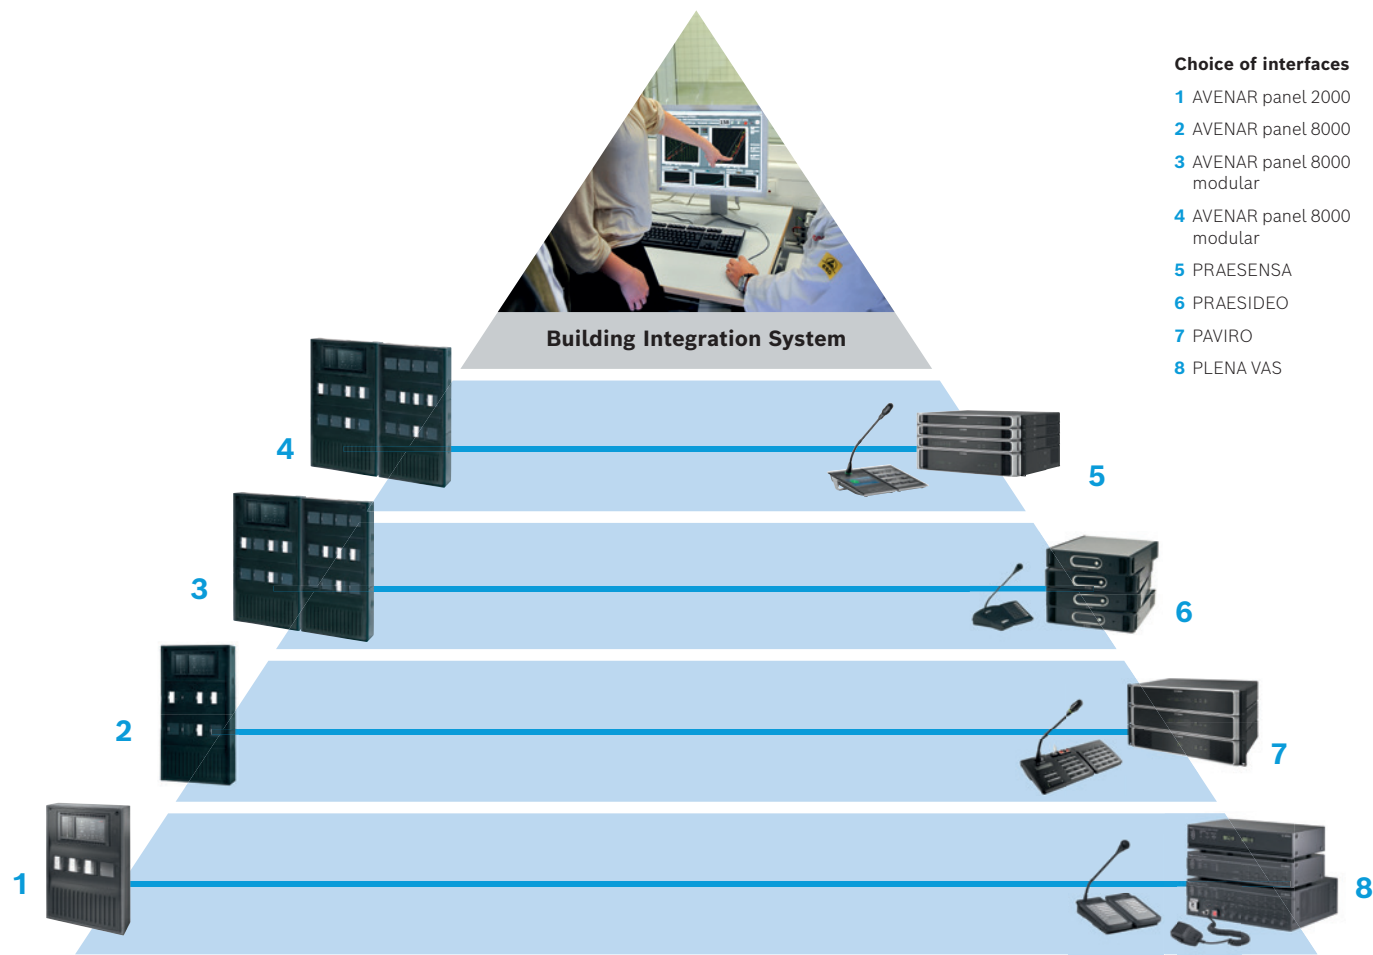 Choice of interfaces
1 AVENAR panel 2000
2 AVENAR panel 8000
3 AVENAR panel 8000
modular
4 AVENAR panel 8000
modular
5 PRAESENSA
6 PRAESIDEO
7 PAVIRO
8 PLENA VAS
Building Integration System
4
5
3
6
2
7
1
8